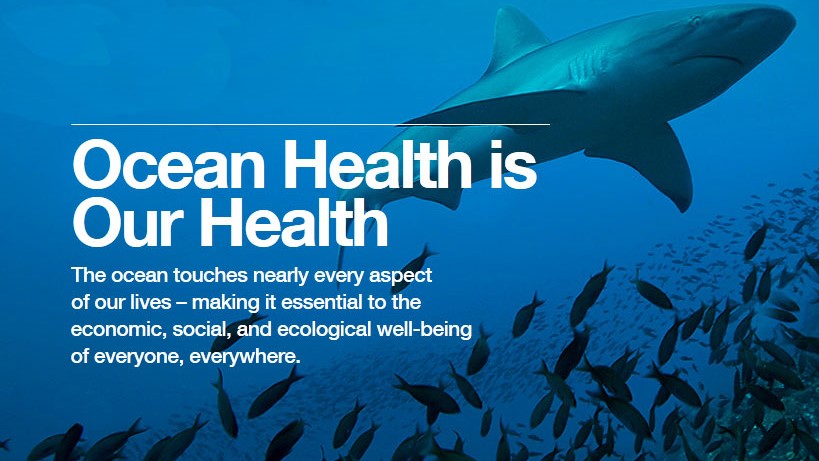 Ocean Health is
Our Health
The ocean touches nearly every aspect
of our lives – making it essential to the
economic, social, and ecological well-being
of everyone, everywhere.